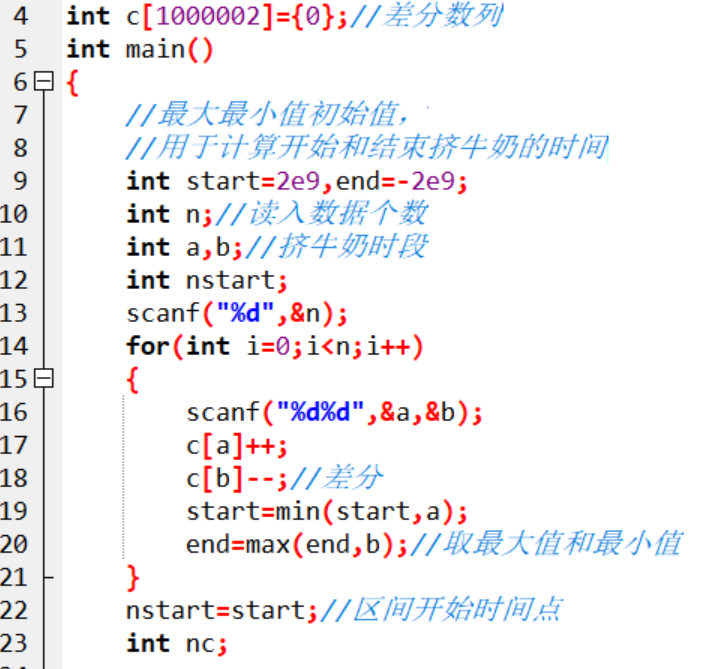 4 int c[1000002]={0};//差分数列
5 int main()
6 {
7 //最大最小值初始值，
8 //用于计算开始和结束挤牛奶的时间
9 int start=2e9,end=-2e9;
10 int n;//读入数据个数
11 int a,b;//挤牛奶时段
12 int nstart;
13 scanf("%d",&n);
14 for(int i=0;i<n;i++)
15 {
16 scanf("%d%d",&a,&b);
17 c[a]++;
18 c[b]--;//差分
19 start=min(start,a);
20 end=max(end,b);//取最大值和最小值
21 }
22 nstart=start;//区间开始时间点
23 int nc;